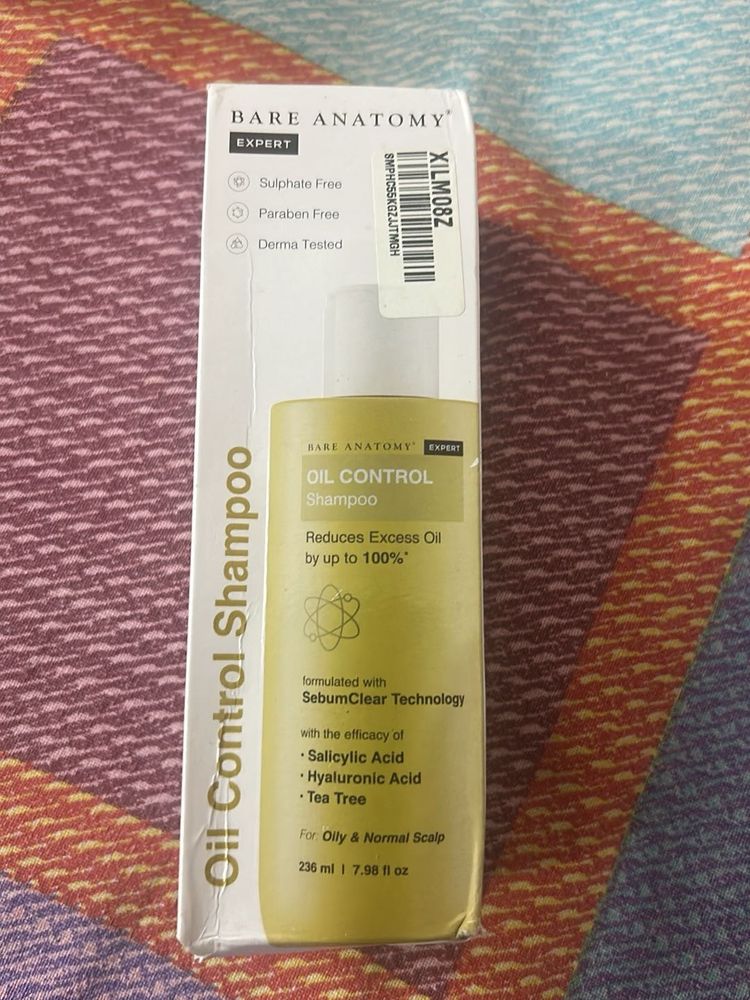 BARE ANATOMY®
EXPERT
Sulphate Free
Paraben Free
Derma Tested
XILM08Z
SMPHC55KGZJJTMGH
Oil Control Shampoo
BARE ANATOMY® EXPERT
OIL CONTROL
Shampoo
Reduces Excess Oil
by up to 100%*
formulated with
SebumClear Technology
with the efficacy of
· Salicylic Acid
· Hyaluronic Acid
· Tea Tree
For: Oily & Normal Scalp
236 ml | 7.98 fl oz